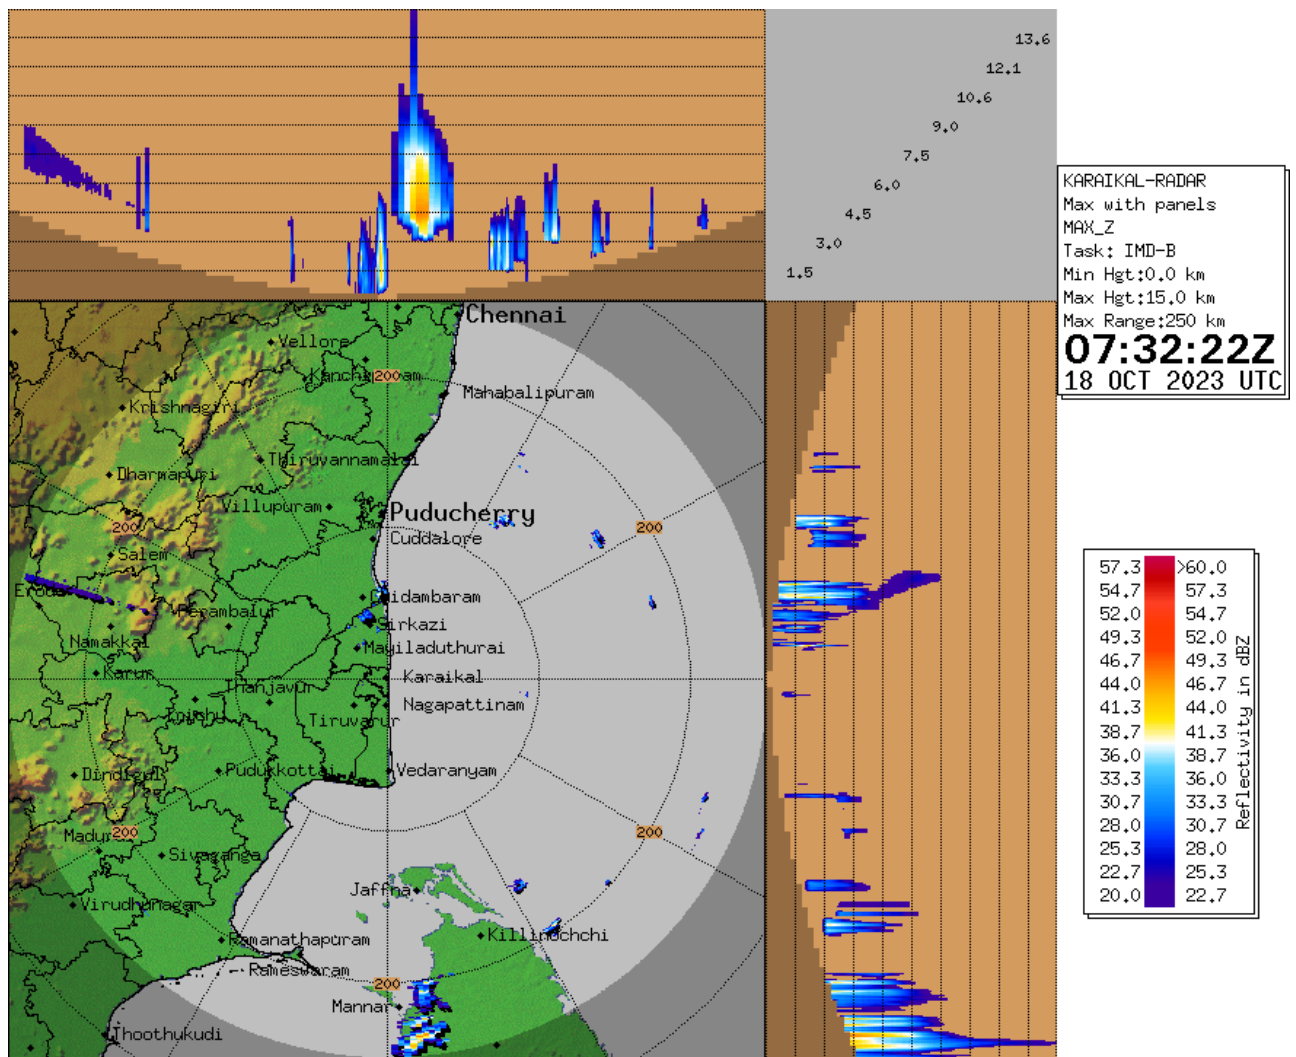 13.6
12.1
10.6
9.0
7.5
6.0
4.5
3.0
1.5
KARAIKAL-RADAR
Max with panels
MAX_Z
Task: IMD-B
Min Hgt:0.0 km
Max Hgt:15.0 km
Max Range:250 km
07:32:22Z
18 OCT 2023 UTC
Chennai
Vellore
200
Mahabalipuram
Krishnagiri
Thiruvannamalai
Dharmapuri
Villupuram
Puducherry
200
200
Cuddalore
Salem
Perambalur
Sirkazi
Namakkal
Mayiladuthurai
Karur
Karaikal
Thanjavur
Nagapattinam
Tiruvarur
Dindigul
Pudukkottai
Vedaranyam
200
200
Sivaganga
Jaffna
Virudhunagar
Ramanathapuram
Killinochchi
Rameswaram
200
Mannar
Thoothukudi
57.3 >60.0
54.7 57.3
52.0 54.7
49.3 52.0
47.7 49.3
44.0 46.7
41.3 44.0
38.7 41.3
36.0 38.7
33.3 36.0
30.7 33.3
28.0 30.7
25.3 28.0
22.7 25.3
20.0 22.7
Reflectivity in dBZ